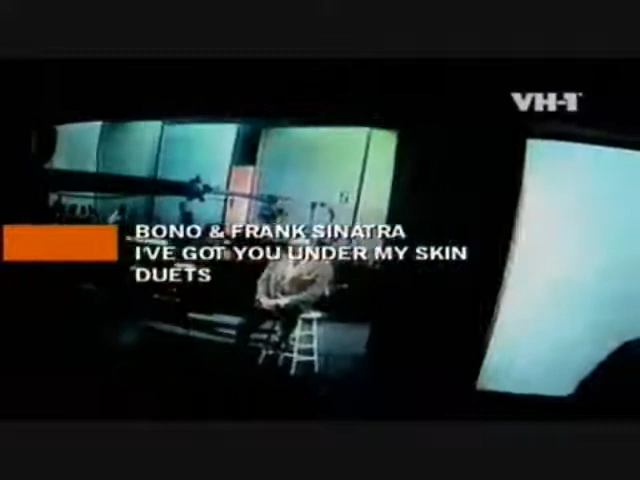 VH-1
BONO & FRANK SINATRA
I'VE GOT YOU UNDER MY SKIN
DUETS